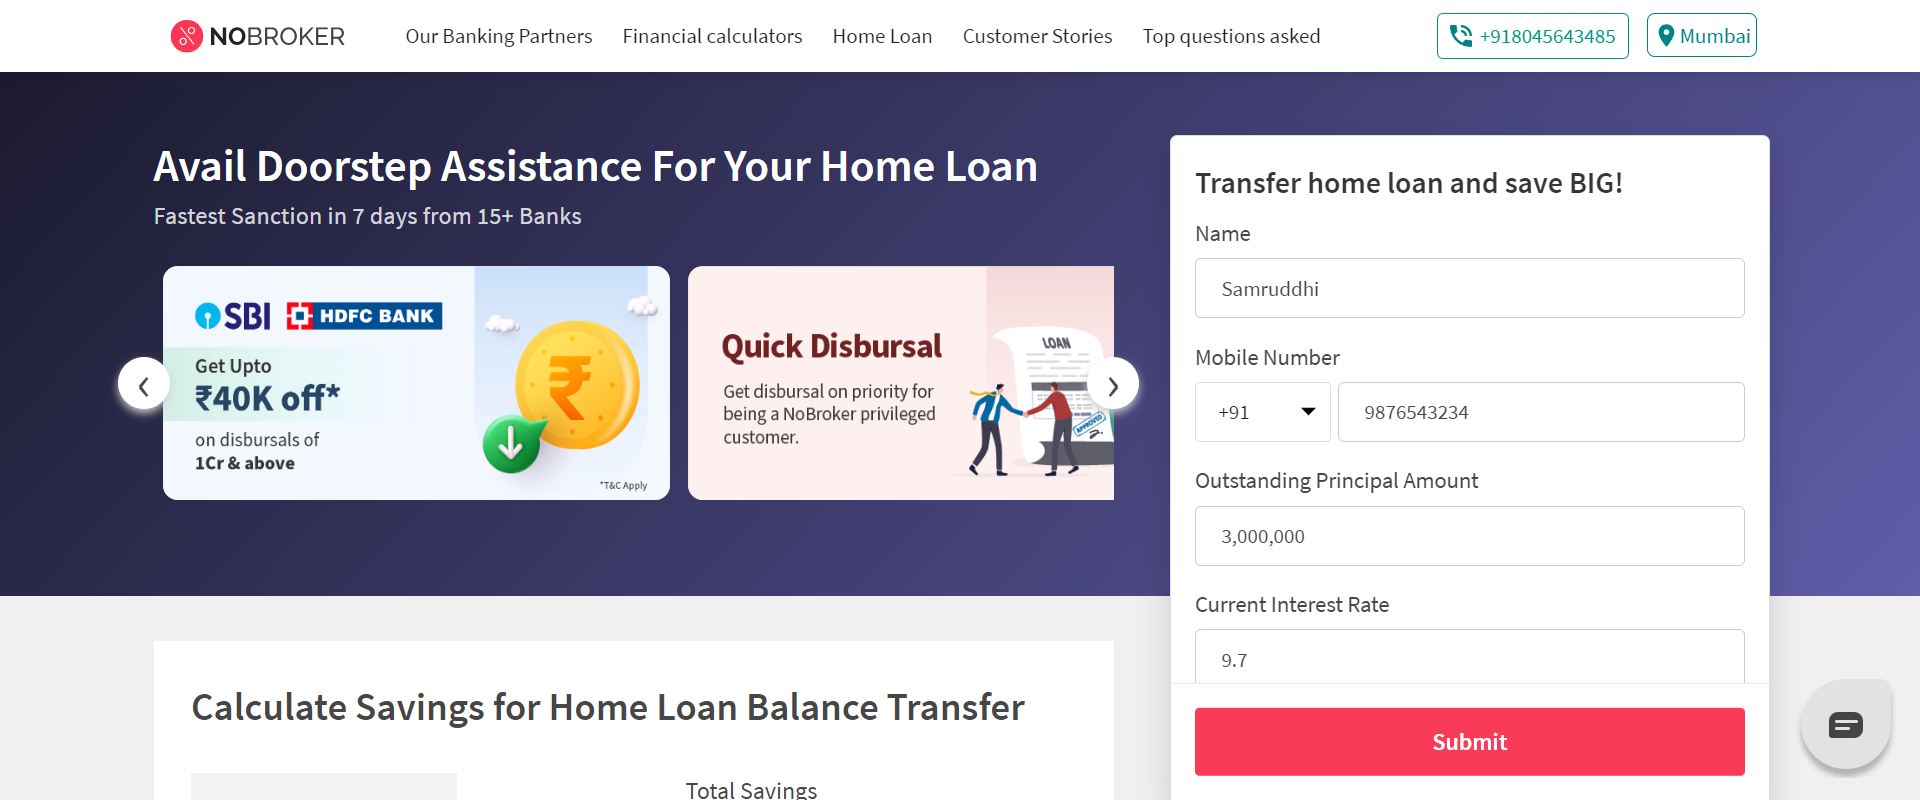 NOBROKER
Our Banking Partners
Financial calculators
Home Loan
Customer Stories
Top questions asked
+918045643485
Mumbai
Avail Doorstep Assistance For Your Home Loan
Fastest Sanction in 7 days from 15+ Banks
SBI HDFC BANK
Get Upto
₹40K off*
on disbursals of
1Cr & above
*T&C Apply
Quick Disbursal
Get disbursal on priority for
being a NoBroker privileged
customer.
LOAN
APPROVED
Transfer home loan and save BIG!
Name
Samruddhi
Mobile Number
+91
9876543234
Outstanding Principal Amount
3,000,000
Current Interest Rate
9.7
Submit
Calculate Savings for Home Loan Balance Transfer
Total Savings